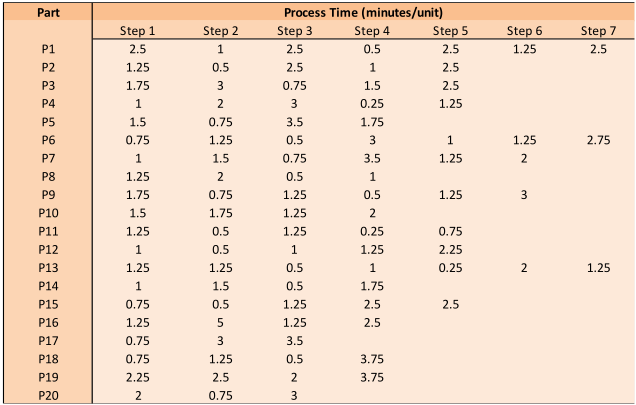 Part Process Time (minutes/unit)
Step 1 Step 2 Step 3 Step 4 Step 5 Step 6 Step 7
P1 2.5 1 2.5 0.5 2.5 1.25 2.5
P2 1.25 0.5 2.5 1 2.5
P3 1.75 3 0.75 1.5 2.5
P4 1 2 3 0.25 1.25
P5 1.5 0.75 3.5 1.75
P6 0.75 1.25 0.5 3 1 1.25 2.75
P7 1 1.5 0.75 3.5 1.25 2
P8 1.25 2 0.5 1
P9 1.75 0.75 1.25 0.5 1.25 3
P10 1.5 1.75 1.25 2
P11 1.25 0.5 1.25 0.25 0.75
P12 1 0.5 1 1.25 2.25
P13 1.25 1.25 0.5 1 0.25 2 1.25
P14 1 1.5 0.5 1.75
P15 0.75 0.5 1.25 2.5 2.5
P16 1.25 5 1.25 2.5
P17 0.75 3 3.5
P18 0.75 1.25 0.5 3.75
P19 2.25 2.5 2 3.75
P20 2 0.75 3